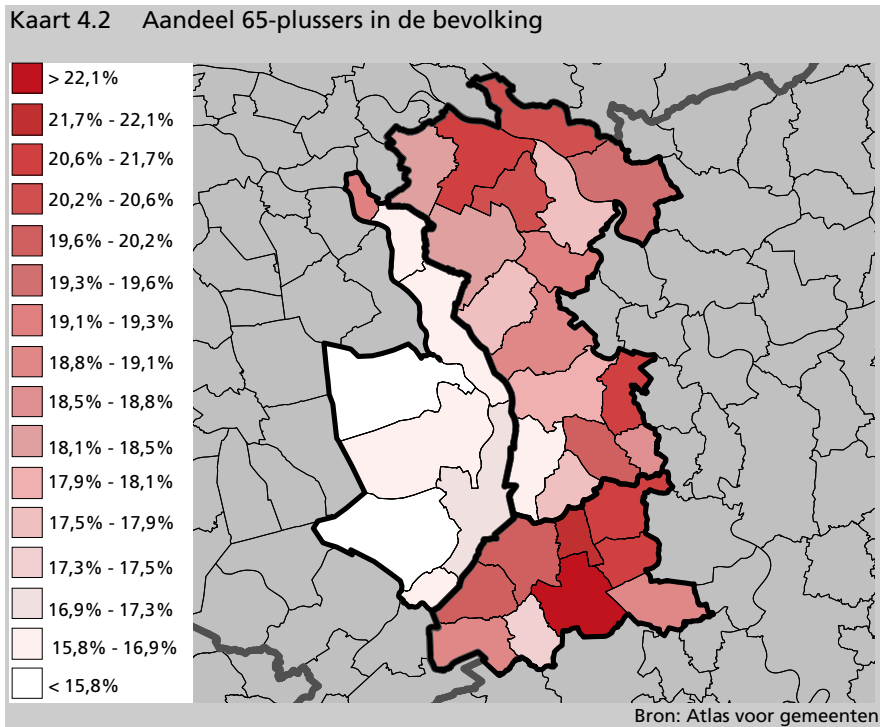 Kaart 4.2 Aandeel 65-plussers in de bevolking
> 22,1%
21,7% - 22,1%
20,6% - 21,7%
20,2% - 20,6%
19,6% - 20,2%
19,3% - 19,6%
19,1% - 19,3%
18,8% - 19,1%
18,5% - 18,8%
18,1% - 18,5%
17,9% - 18,1%
17,5% - 17,9%
17,3% - 17,5%
16,9% - 17,3%
15,8% - 16,9%
< 15,8%
Bron: Atlas voor gemeenten